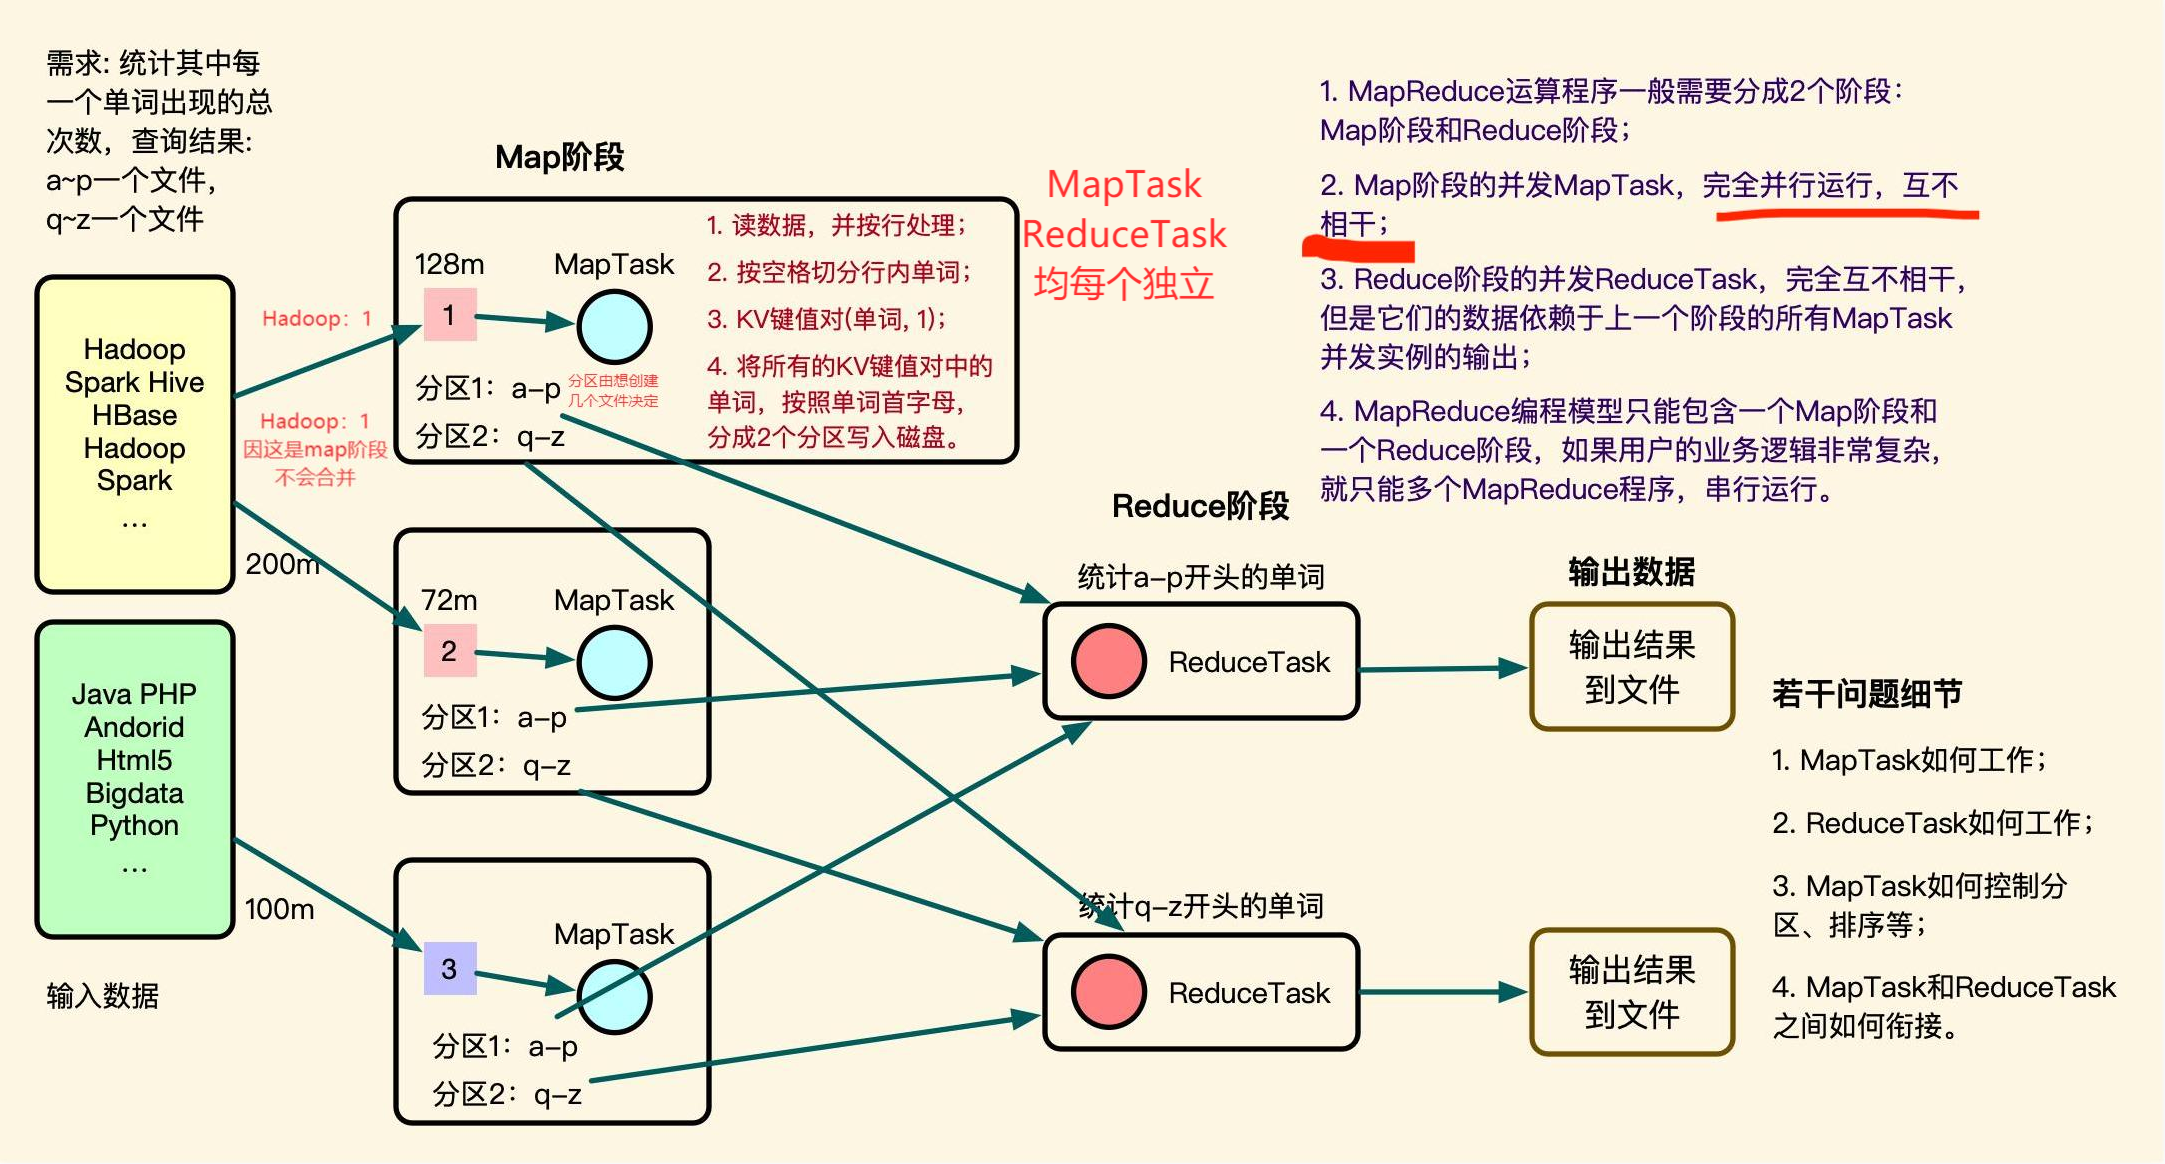 需求: 统计其中每
一个单词出现的总
次数，查询结果:
a~p一个文件，
q~z一个文件
Hadoop
Spark Hive
HBase
Hadoop
Spark
...
200m
Java PHP
Andorid
Html5
Bigdata
Python
...
100m
输入数据
Hadoop：1
Hadoop：1
因这是map阶段
不会合并
Map阶段
128m
MapTask
1
分区1：a-p
分区2：q-z
分区由想创建
几个文件决定
1. 读数据，并按行处理；
2. 按空格切分行内单词；
3. KV键值对(单词, 1)；
4. 将所有的KV键值对中的
单词，按照单词首字母，
分成2个分区写入磁盘。
72m
MapTask
2
分区1：a-p
分区2：q-z
MapTask
3
分区1：a-p
分区2：q-z
MapTask
ReduceTask
均每个独立
1. MapReduce运算程序一般需要分成2个阶段：
Map阶段和Reduce阶段；
2. Map阶段的并发MapTask，完全并行运行，互不
相干；
3. Reduce阶段的并发ReduceTask，完全互不相干，
但是它们的数据依赖于上一个阶段的所有MapTask
并发实例的输出；
4. MapReduce编程模型只能包含一个Map阶段和
一个Reduce阶段，如果用户的业务逻辑非常复杂，
就只能多个MapReduce程序，串行运行。
Reduce阶段
统计a-p开头的单词
ReduceTask
统计q-z开头的单词
ReduceTask
输出数据
输出结果
到文件
输出结果
到文件
若干问题细节
1. MapTask如何工作；
2. ReduceTask如何工作；
3. MapTask如何控制分
区、排序等；
4. MapTask和ReduceTask
之间如何衔接。